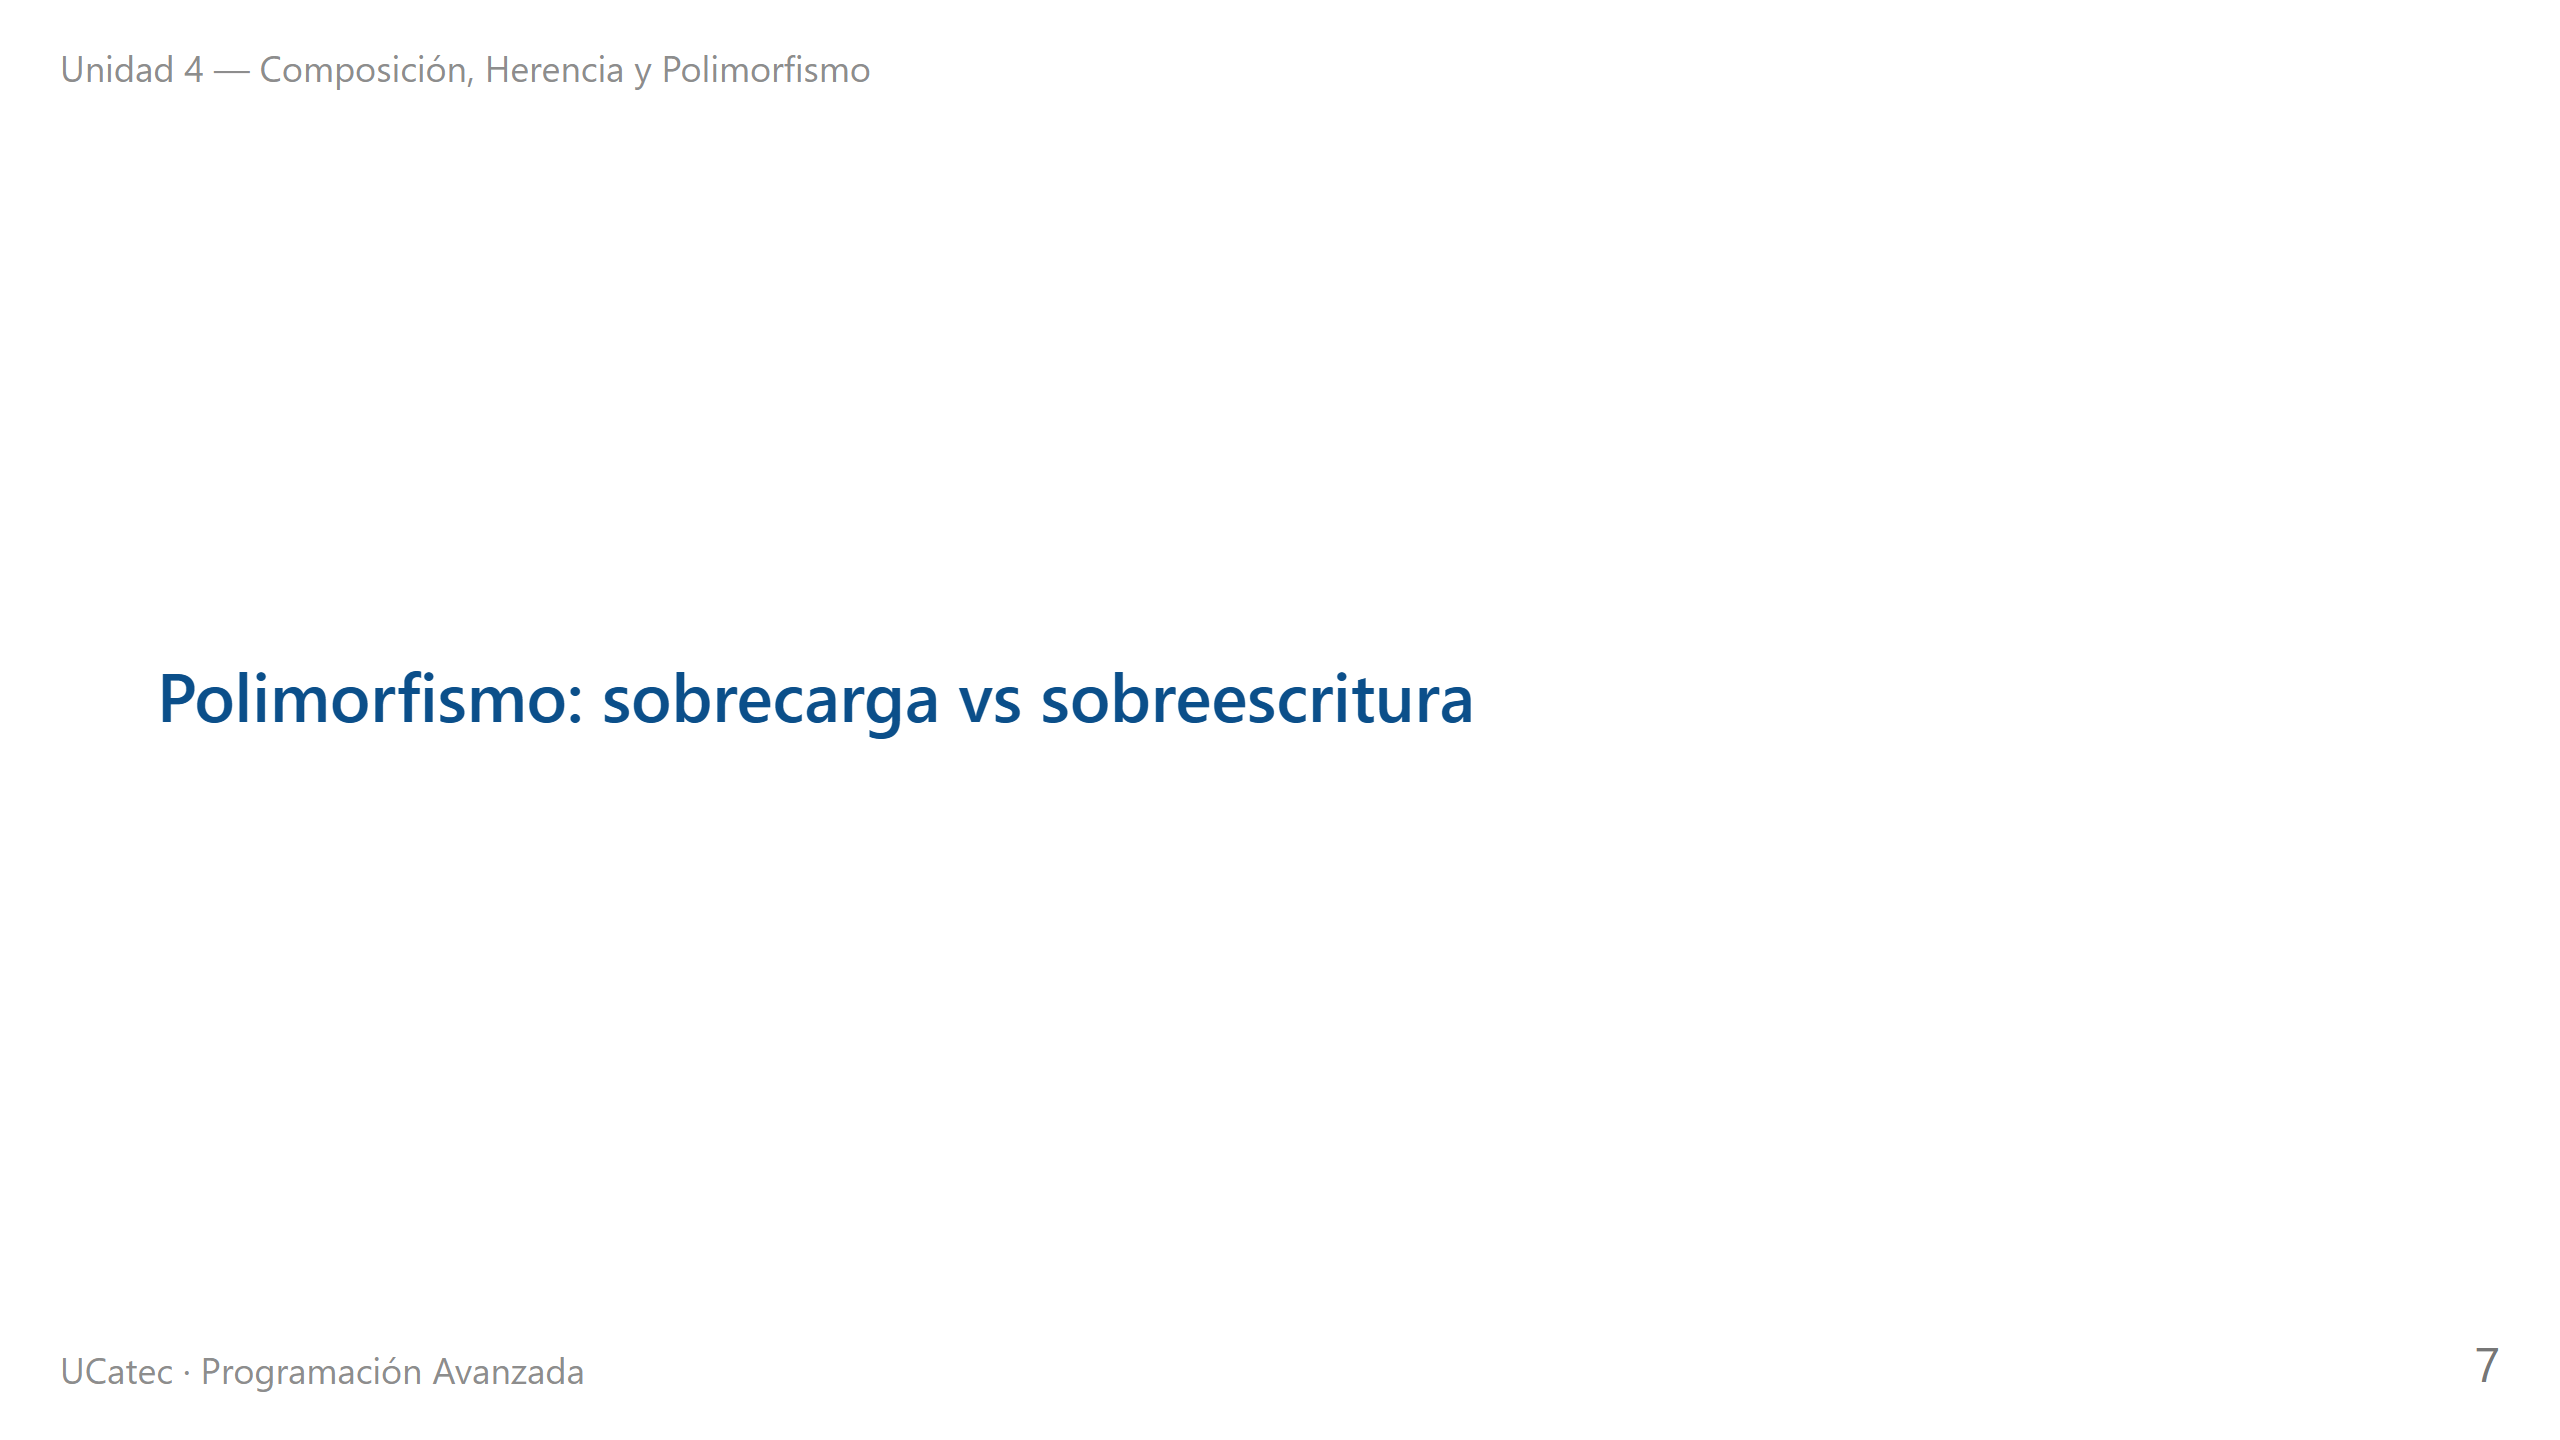 Unidad 4 — Composición, Herencia y Polimorfismo
Polimorfismo: sobrecarga vs sobreescritura
UCatec · Programación Avanzada
7